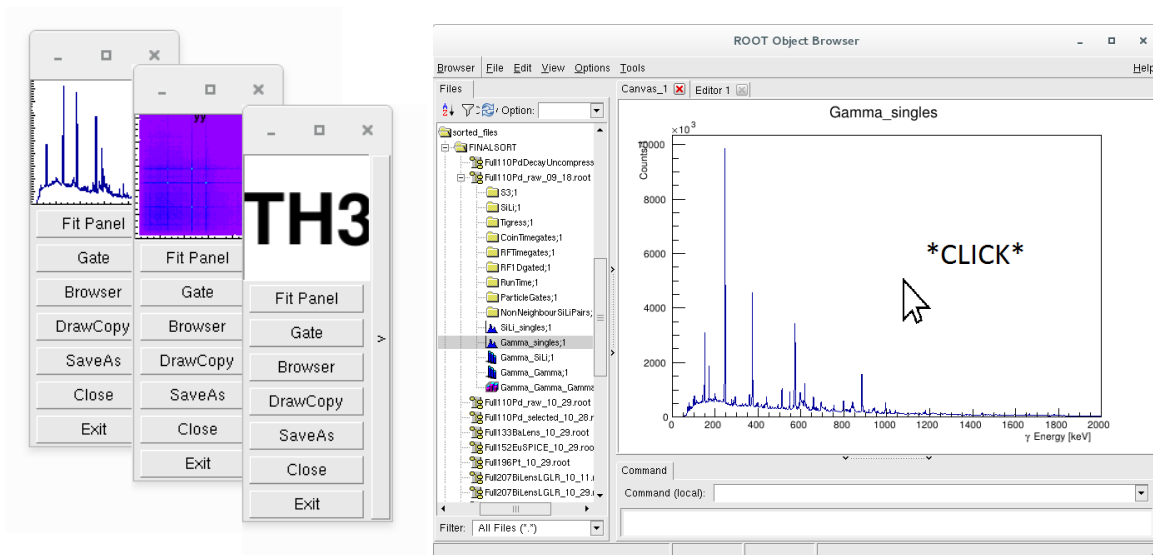 Fit Panel
Gate
Browser
DrawCopy
SaveAs
Close
Exit
γγ
Fit Panel
Gate
Browser
DrawCopy
SaveAs
Close
Exit
TH3
Fit Panel
Gate
Browser
DrawCopy
SaveAs
Close
Exit
>
ROOT Object Browser
Browser File Edit View Options Tools Help
Files
Option:
sorted_files
FINALSORT
Full110PdDecayUncompress
Full110Pd_raw_09_18.root
S3;1
SiLi;1
Tigress;1
CoinTimegates;1
RFTimegates;1
RF1Dgated;1
RunTime;1
ParticleGates;1
NonNeighbourSiLiPairs;
SiLi_singles;1
Gamma_singles;1
Gamma_SiLi;1
Gamma_Gamma;1
Gamma_Gamma_Gamma
Full110Pd_raw_10_29.root
Full110Pd_selected_10_28.r
Full133BaLens_10_29.root
Full152EuSPICE_10_29.roo
Full196Pt_10_29.root
Full207BiLensLGLR_10_11.r
Full207BiLensLGLR_10_29.r
Filter: All Files (*.*)
Canvas_1 Editor 1
Gamma_singles
×10³
Counts
10000
8000
6000
4000
2000
0
0 200 400 600 800 1000 1200 1400 1600 1800 2000
γ Energy [keV]
*CLICK*
Command
Command (local):